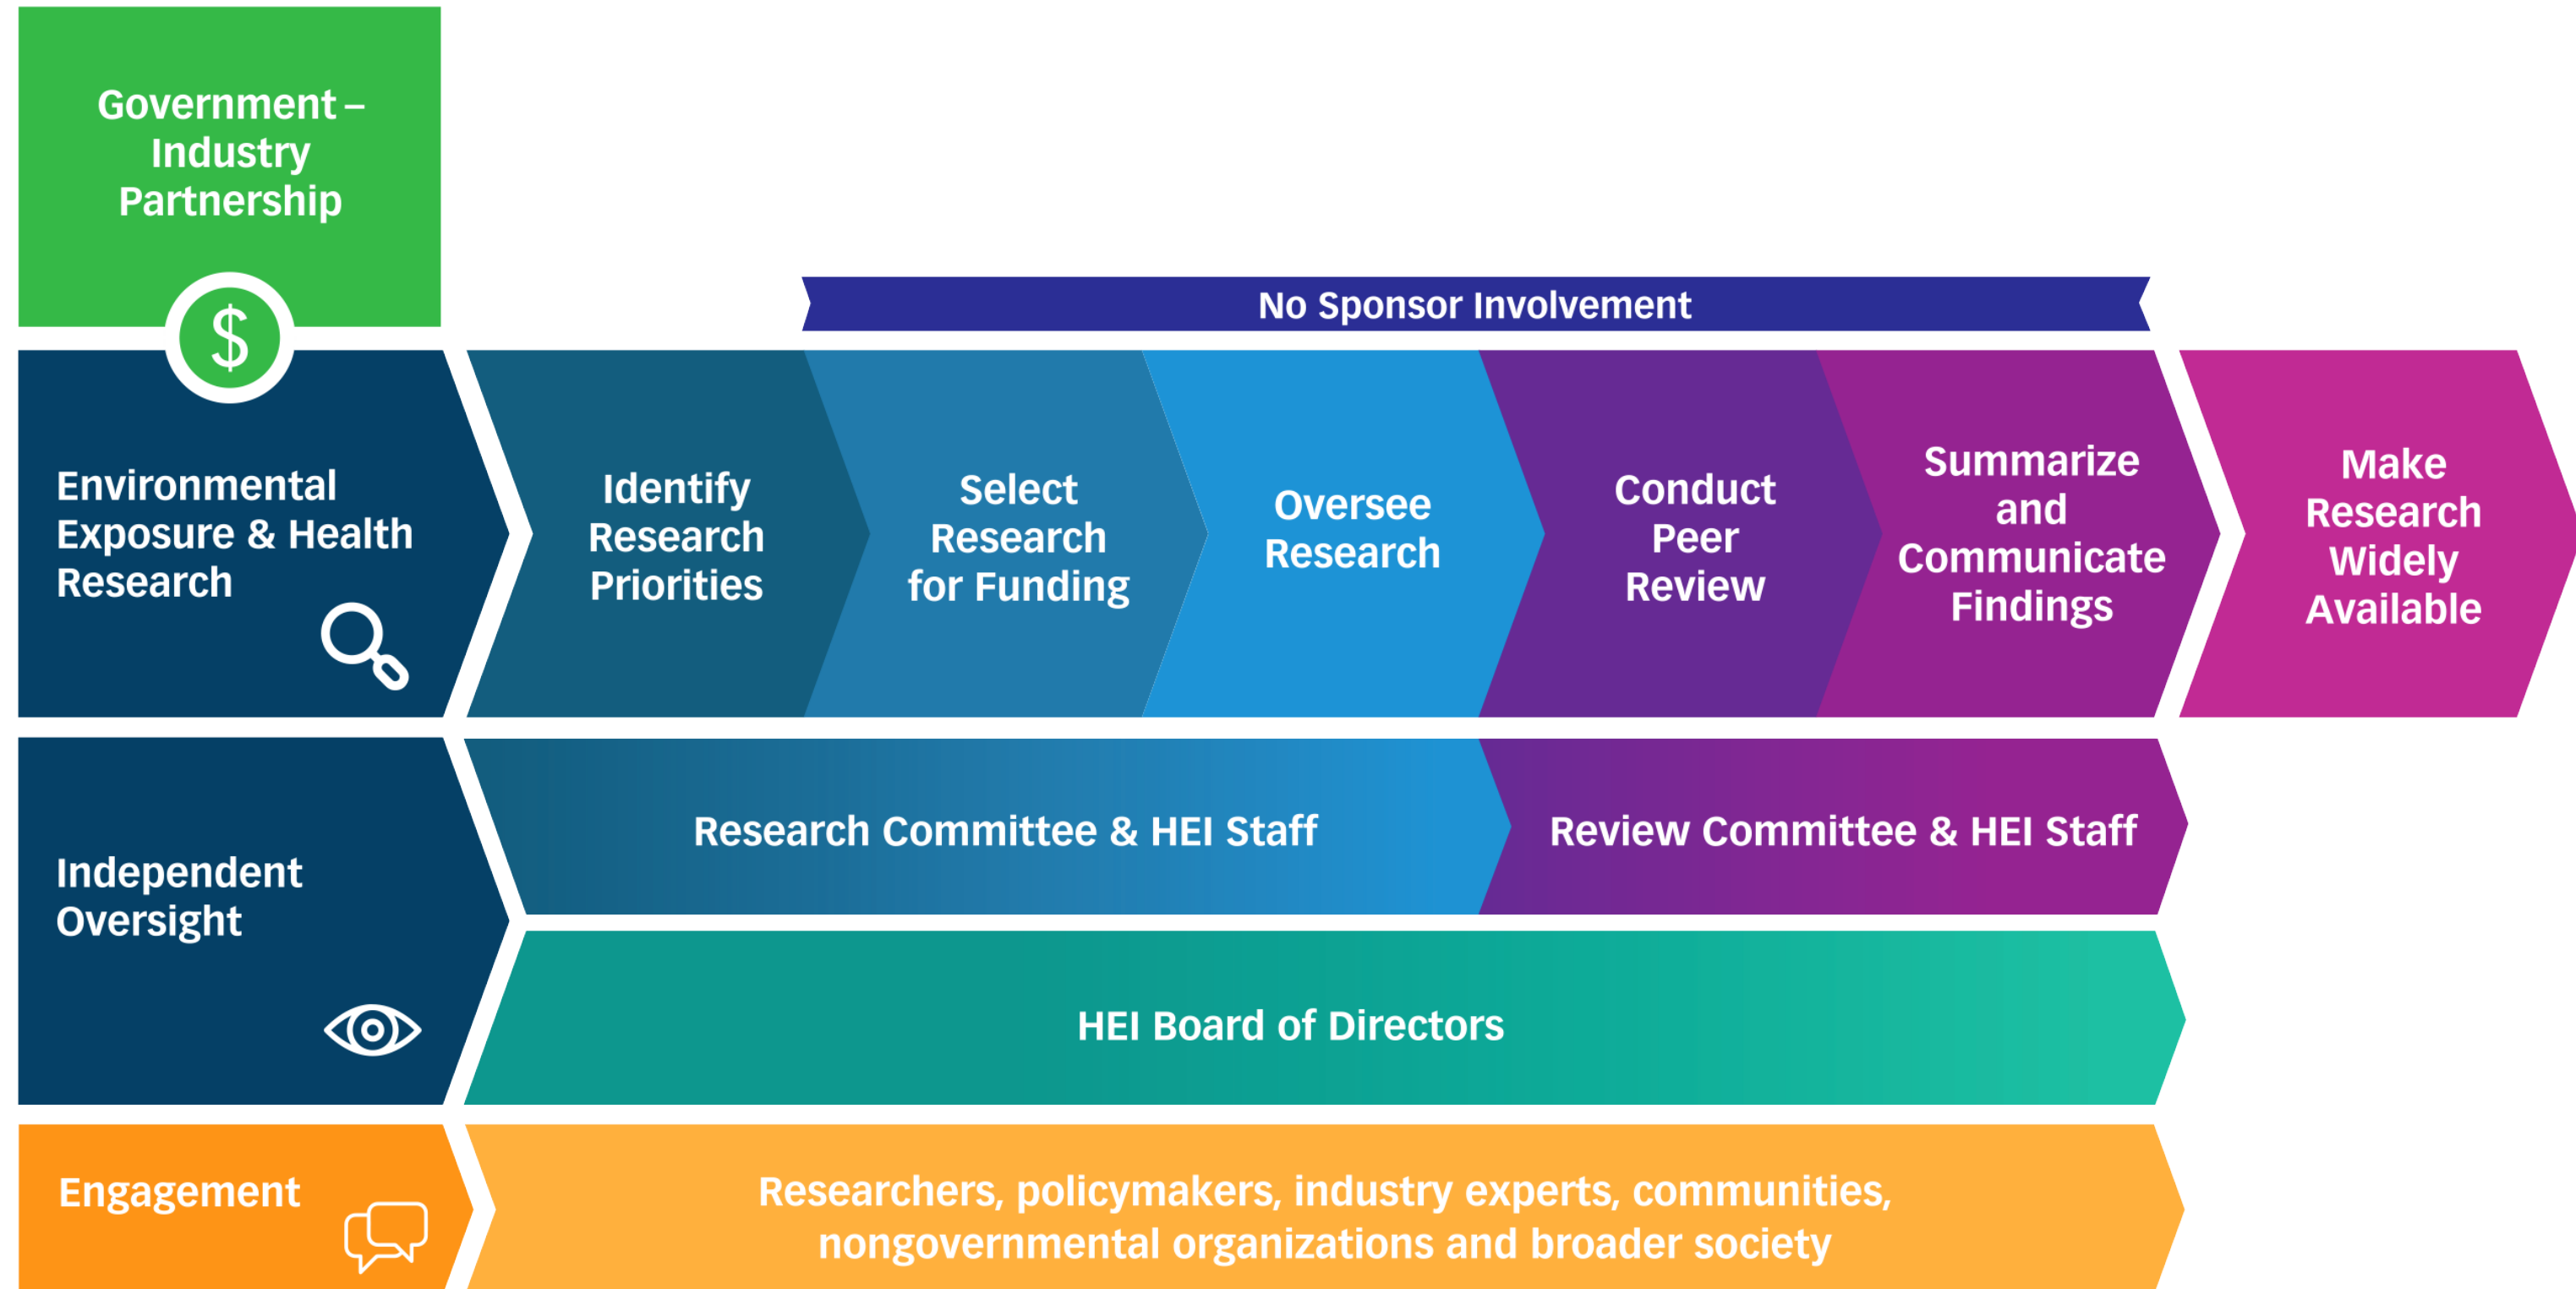 Government –
Industry
Partnership
$
No Sponsor Involvement
Environmental
Exposure & Health
Research
Identify
Research
Priorities
Select
Research
for Funding
Oversee
Research
Conduct
Peer
Review
Summarize
and
Communicate
Findings
Make
Research
Widely
Available
Independent
Oversight
Research Committee & HEI Staff
Review Committee & HEI Staff
HEI Board of Directors
Engagement
Researchers, policymakers, industry experts, communities,
nongovernmental organizations and broader society